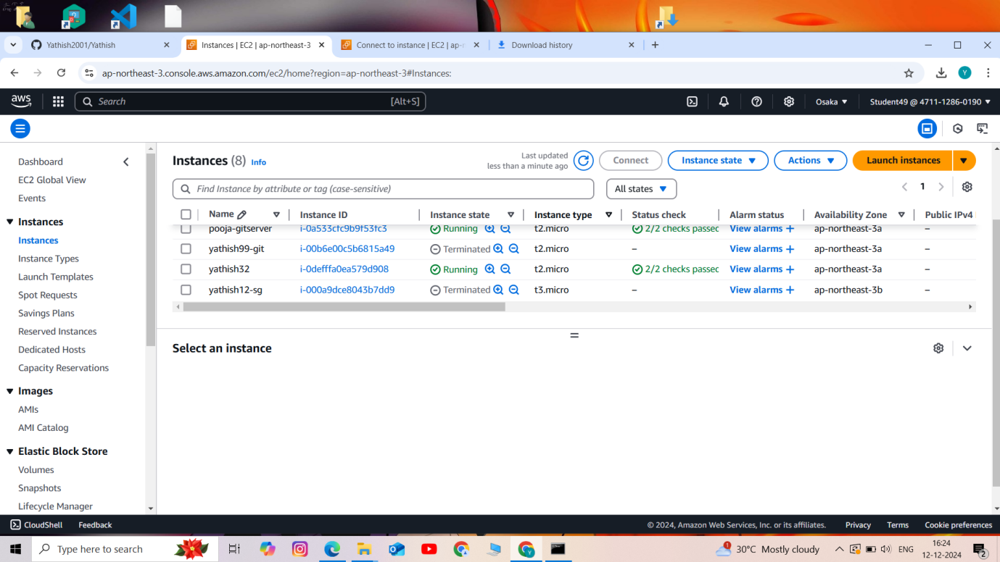 Yathish2001/Yathish
Instances | EC2 | ap-northeast-3
Connect to instance | EC2 | ap-n
Download history
ap-northeast-3.console.aws.amazon.com/ec2/home?region=ap-northeast-3#Instances:
Y
aws
Search
[Alt+S]
Osaka
Student49 @ 4711-1286-0190
Dashboard
EC2 Global View
Events
Instances
Instances
Instance Types
Launch Templates
Spot Requests
Savings Plans
Reserved Instances
Dedicated Hosts
Capacity Reservations
Images
AMIs
AMI Catalog
Elastic Block Store
Volumes
Snapshots
Lifecycle Manager
Instances (8) Info
Last updated
less than a minute ago
Connect
Instance state
Actions
Launch instances
Find Instance by attribute or tag (case-sensitive)
All states
1
Name Instance ID Instance state Instance type Status check Alarm status Availability Zone Public IPv4
pooja-gitserver i-0a533cfc9b9f53fc3 Running t2.micro 2/2 checks passec View alarms + ap-northeast-3a –
yathish99-git i-00b6e00c5b6815a49 Terminated t2.micro – View alarms + ap-northeast-3a –
yathish32 i-0defffa0ea579d908 Running t2.micro 2/2 checks passec View alarms + ap-northeast-3a –
yathish12-sg i-000a9dce8043b7dd9 Terminated t3.micro – View alarms + ap-northeast-3b –
Select an instance
CloudShell Feedback
© 2024, Amazon Web Services, Inc. or its affiliates. Privacy Terms Cookie preferences
Type here to search
1
30°C Mostly cloudy
ENG
16:24
12-12-2024
2